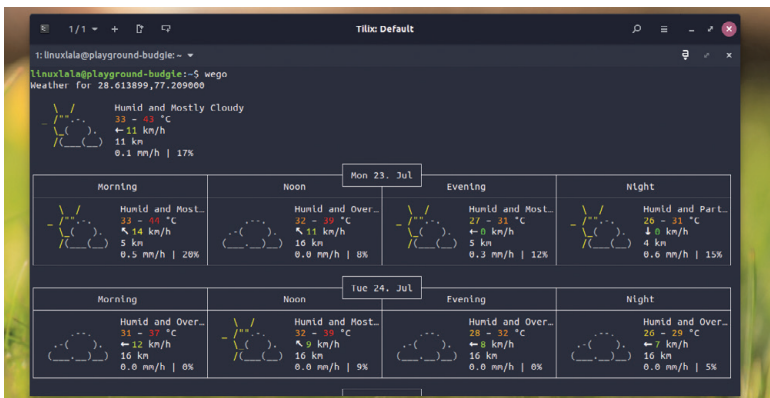 1/1
Tilix: Default
1: linuxlala@playground-budgie: ~
linuxlala@playground-budgie:~$ wego
Weather for 28.613899,77.209000
Humid and Mostly Cloudy
33 – 43 °C
← 11 km/h
11 km
0.1 mm/h | 17%
Mon 23. Jul
Morning Noon Evening Night
Humid and Most… Humid and Over… Humid and Most… Humid and Part…
33 – 44 °C 32 – 39 °C 27 – 31 °C 26 – 31 °C
↖ 14 km/h ↖ 11 km/h ← 0 km/h ↓ 0 km/h
5 km 16 km 5 km 4 km
0.5 mm/h | 20% 0.0 mm/h | 8% 0.3 mm/h | 12% 0.6 mm/h | 15%
Tue 24. Jul
Morning Noon Evening Night
Humid and Over… Humid and Most… Humid and Over… Humid and Over…
31 – 37 °C 32 – 39 °C 28 – 32 °C 26 – 29 °C
← 12 km/h ↖ 9 km/h ← 8 km/h ← 7 km/h
16 km 16 km 16 km 16 km
0.0 mm/h | 0% 0.0 mm/h | 9% 0.0 mm/h | 0% 0.0 mm/h | 5%